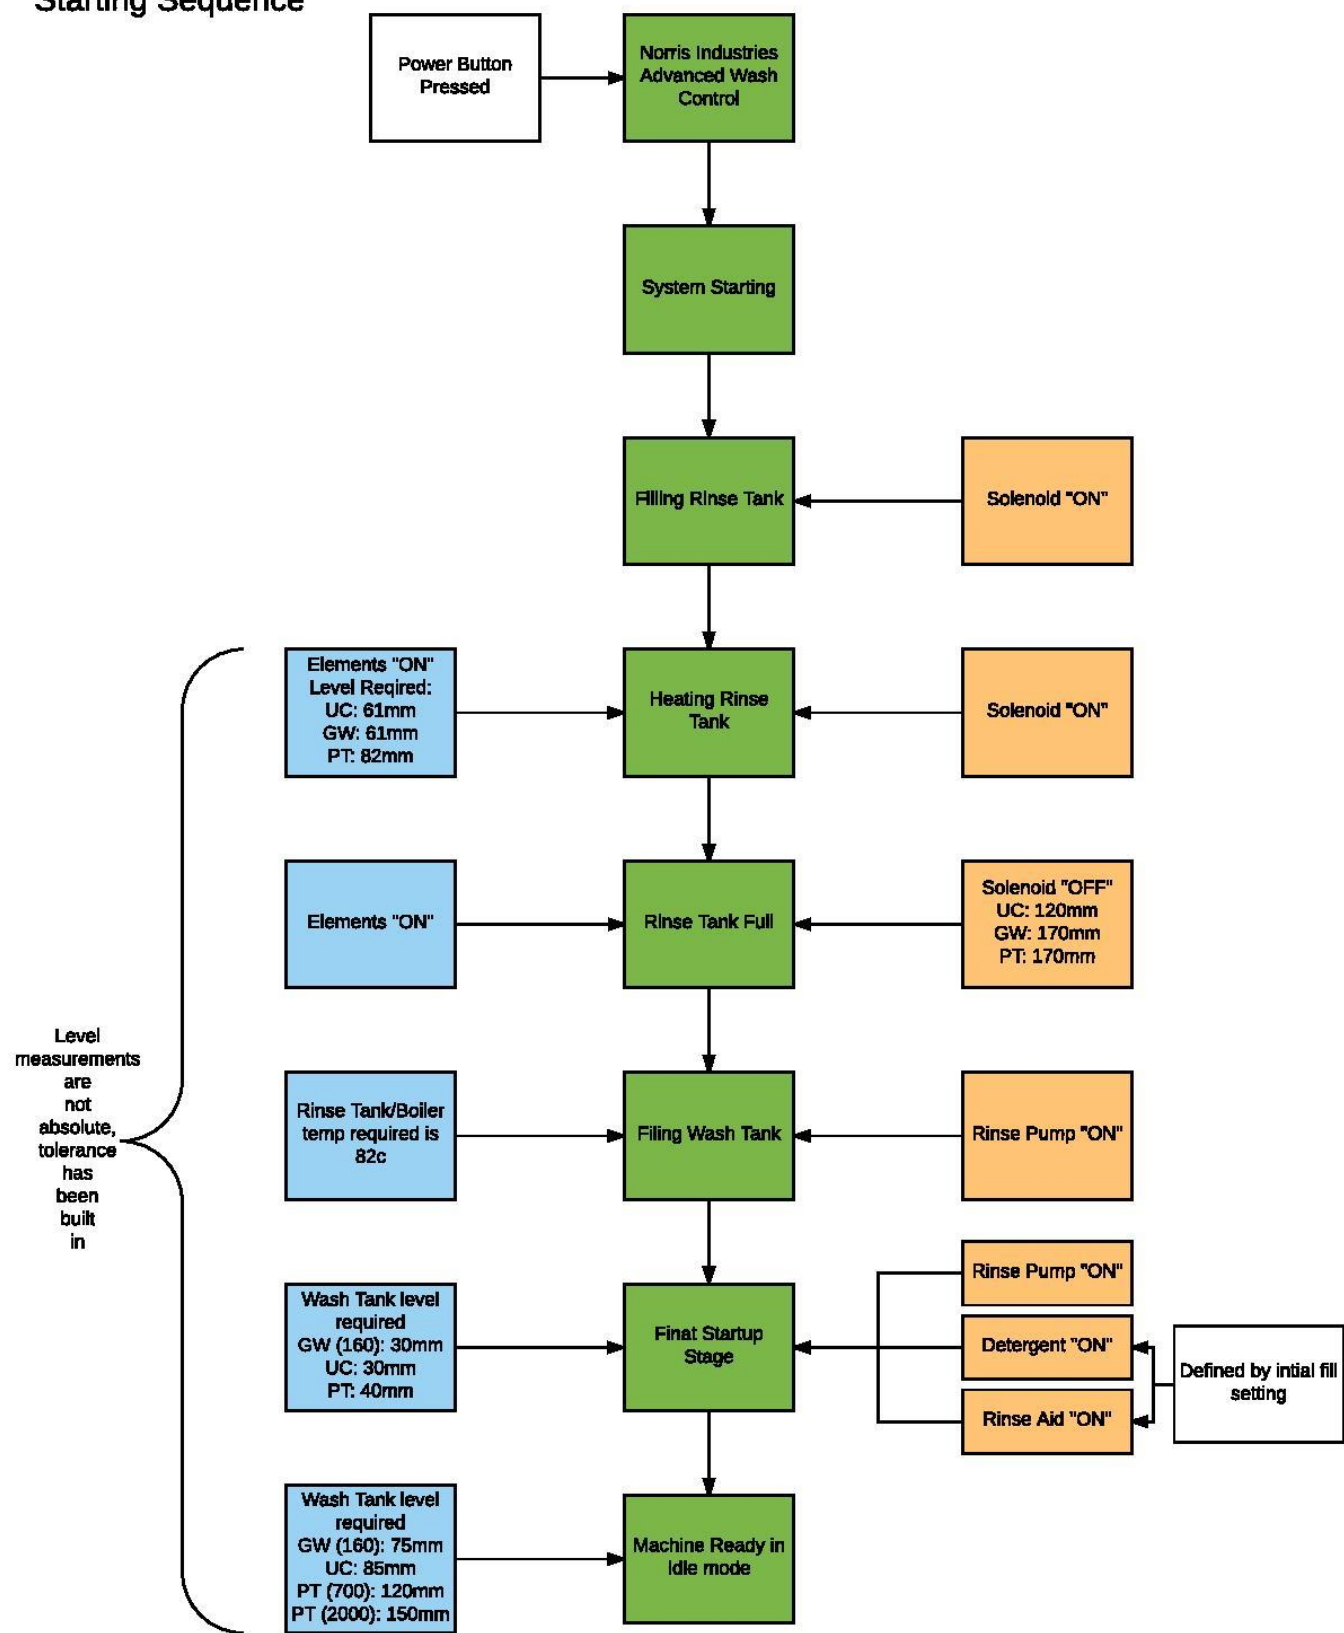 Starting Sequence
Power Button
Pressed
Norris Industries
Advanced Wash
Control
System Starting
Filling Rinse Tank
Solenoid "ON"
Elements "ON"
Level Reqired:
UC: 61mm
GW: 61mm
PT: 82mm
Heating Rinse
Tank
Solenoid "ON"
Elements "ON"
Rinse Tank Full
Solenoid "OFF"
UC: 120mm
GW: 170mm
PT: 170mm
Level
measurements
are
not
absolute,
tolerance
has
been
built
in
Rinse Tank/Boiler
temp required is
82c
Filing Wash Tank
Rinse Pump "ON"
Wash Tank level
required
GW (160): 30mm
UC: 30mm
PT: 40mm
Finat Startup
Stage
Rinse Pump "ON"
Detergent "ON"
Rinse Aid "ON"
Defined by intial fill
setting
Wash Tank level
required
GW (160): 75mm
UC: 85mm
PT (700): 120mm
PT (2000): 150mm
Machine Ready in
Idle mode